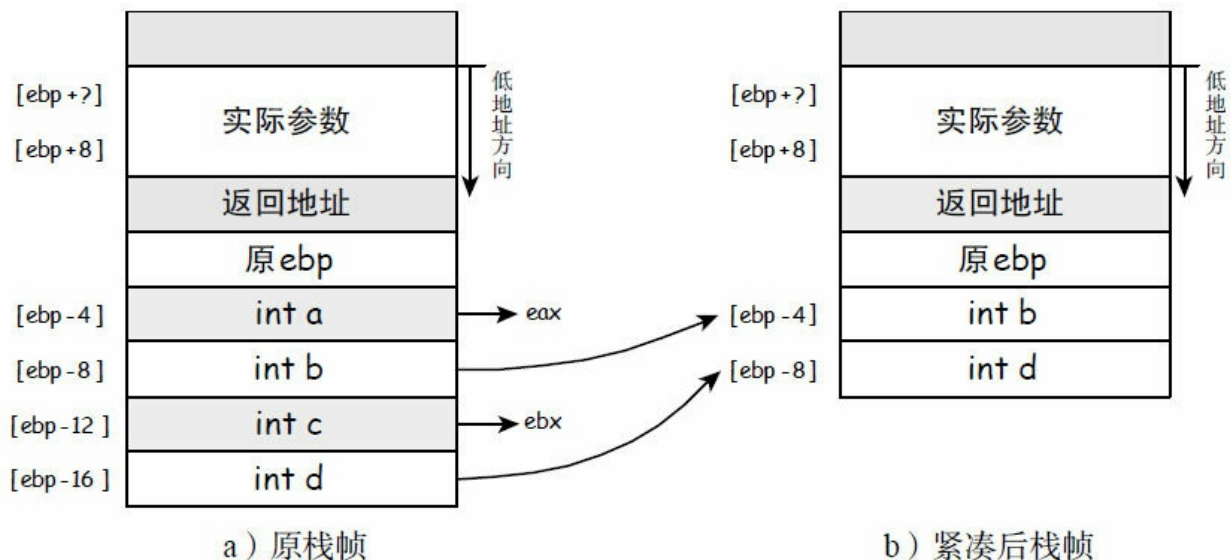 [ebp+?]
实际参数
[ebp+8]
低地址方向
返回地址
原ebp
[ebp-4]
int a
eax
[ebp-8]
int b
[ebp-12]
int c
ebx
[ebp-16]
int d
a）原栈帧
[ebp+?]
实际参数
[ebp+8]
低地址方向
返回地址
原ebp
[ebp-4]
int b
[ebp-8]
int d
b）紧凑后栈帧